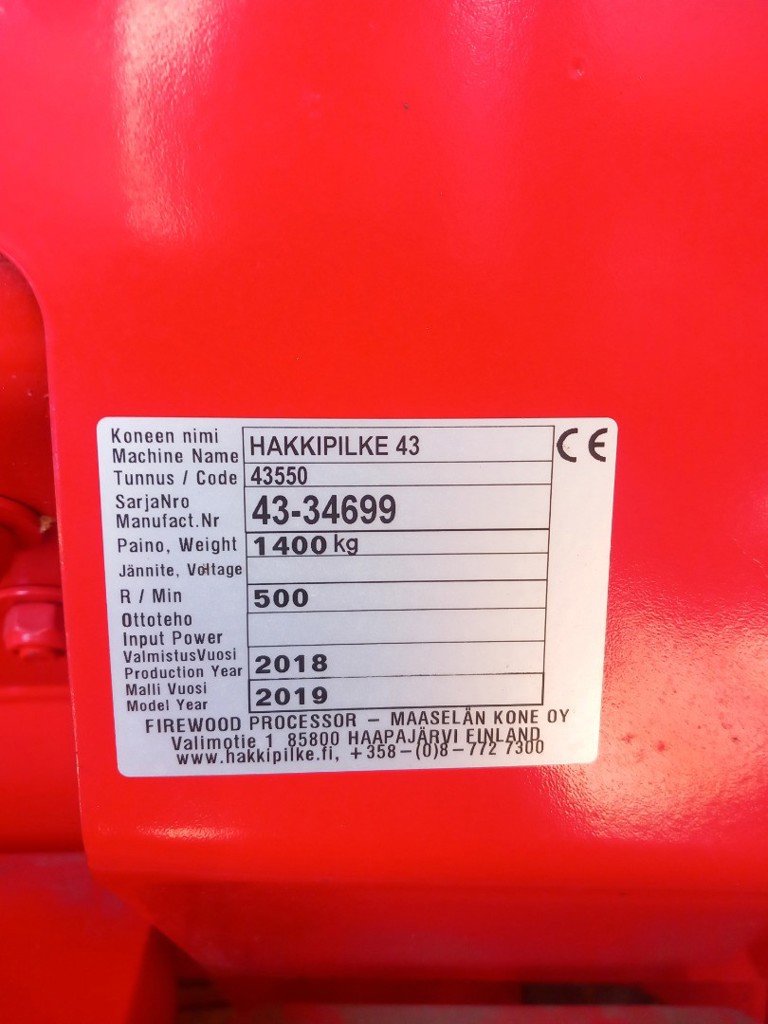 Koneen nimi
Machine Name HAKKIPILKE 43 CE
Tunnus / Code 43550
SarjaNro
Manufact.Nr 43-34699
Paino, Weight 1400 kg
Jännite, Voltage
R / Min 500
Ottoteho
Input Power
ValmistusVuosi
Production Year 2018
Malli Vuosi
Model Year 2019
FIREWOOD PROCESSOR – MAASELÄN KONE OY
Valimotie 1 85800 HAAPAJÄRVI FINLAND
www.hakkipilke.fi, +358–(0)8–772 7300